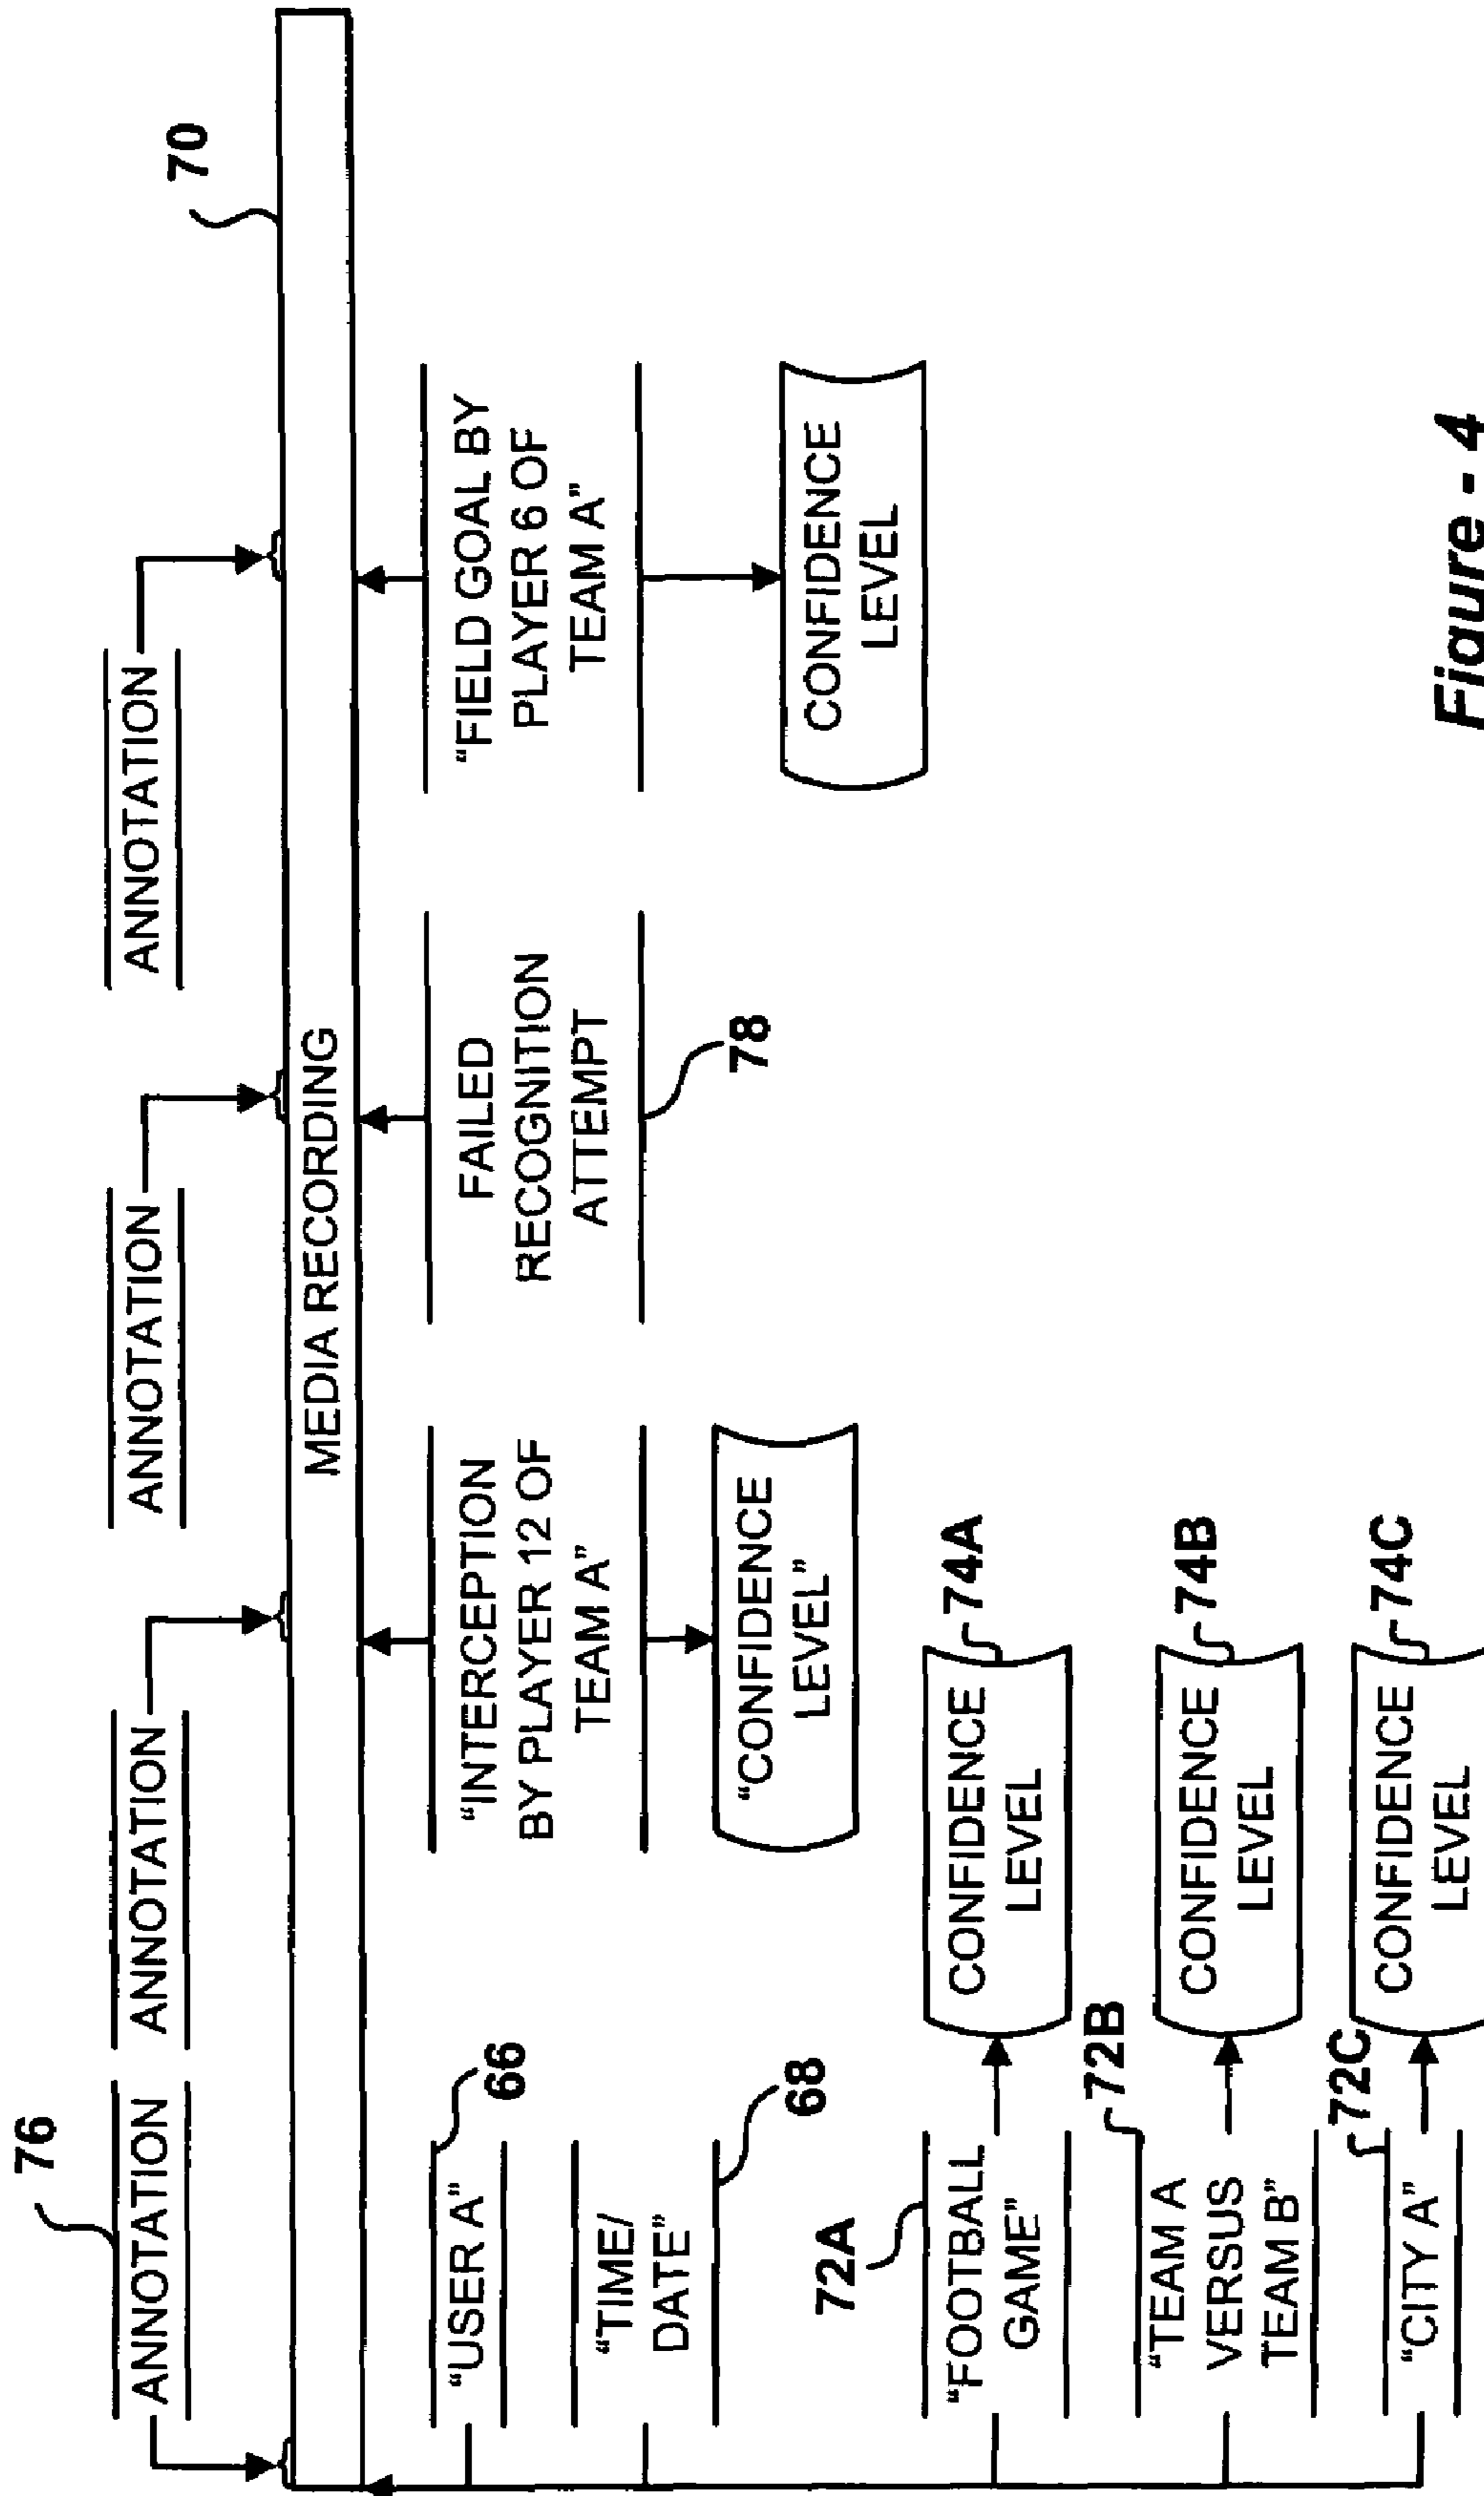 76
ANNOTATION
ANNOTATION
ANNOTATION
ANNOTATION
70
MEDIA RECORDING
"USER A"
66
"TIME/
DATE"
68
72A
"FOOTBALL
GAME"
CONFIDENCE
LEVEL
74A
72B
"TEAM A
VERSUS
TEAM B"
CONFIDENCE
LEVEL
74B
72C
"CITY A"
CONFIDENCE
LEVEL
74C
"INTERCEPTION
BY PLAYER 12 OF
TEAM A"
"CONFIDENCE
LEVEL"
FAILED
RECOGNITION
ATTEMPT
78
"FIELD GOAL BY
PLAYER 6 OF
TEAM A"
CONFIDENCE
LEVEL
Figure - 4